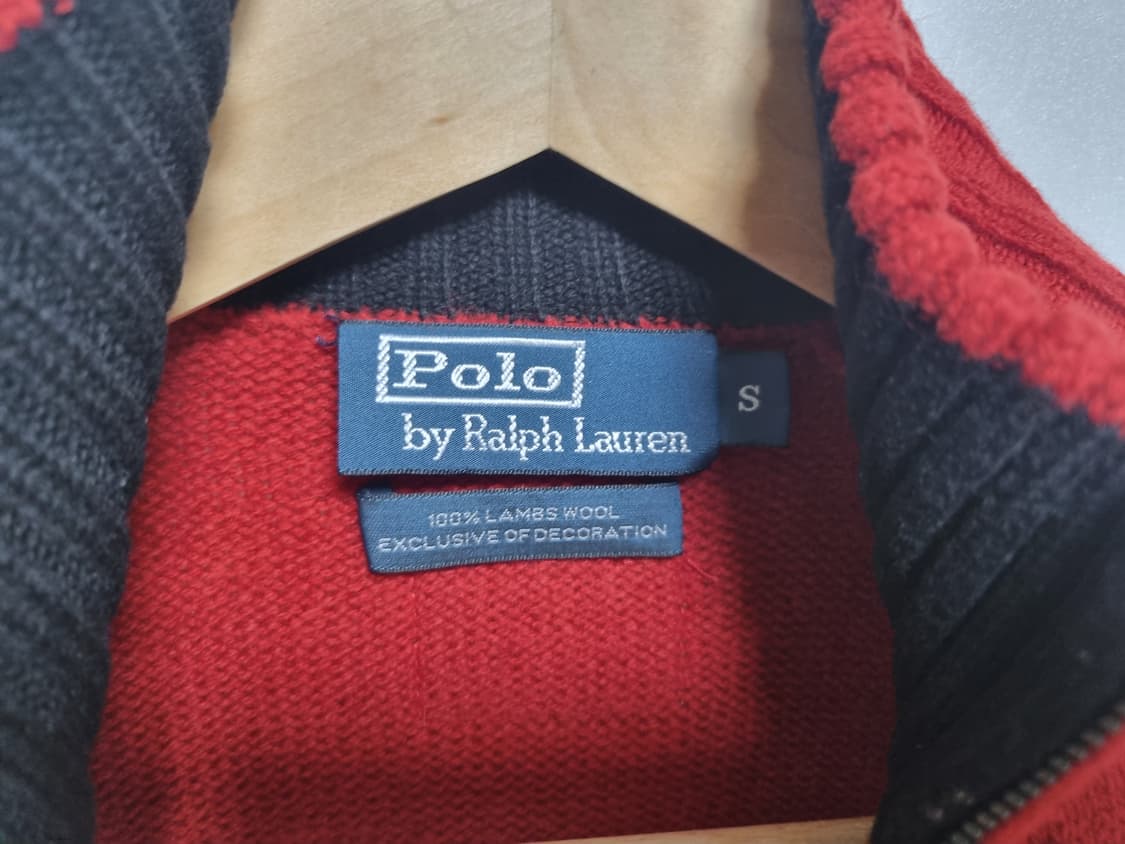 Polo
by Ralph Lauren
S
100% LAMBS WOOL
EXCLUSIVE OF DECORATION